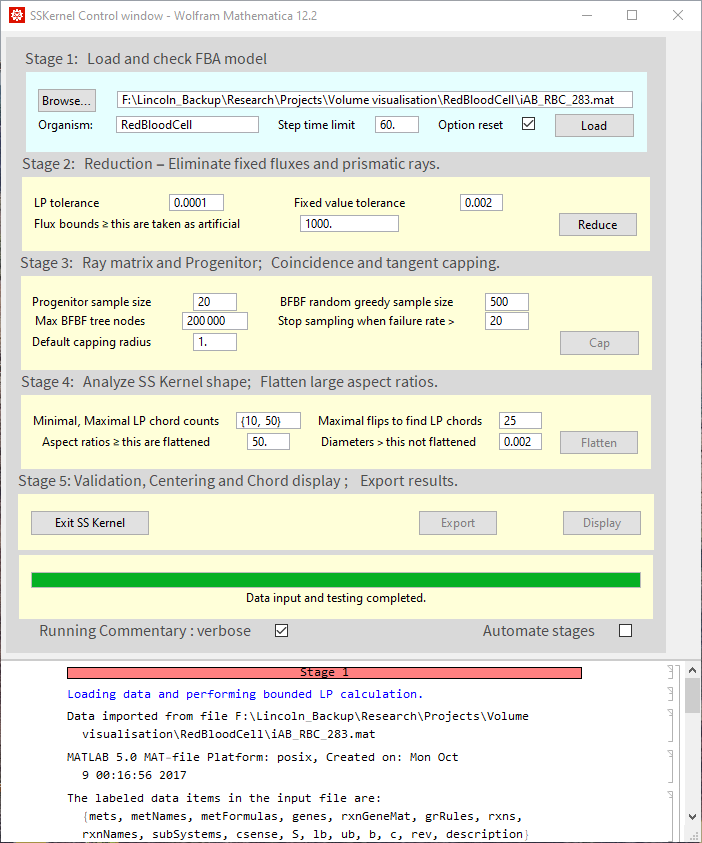 SSKernel Control window - Wolfram Mathematica 12.2
Stage 1: Load and check FBA model
Browse... F:\Lincoln_Backup\Research\Projects\Volume visualisation\RedBloodCell\iAB_RBC_283.mat
Organism: RedBloodCell Step time limit 60. Option reset Load
Stage 2: Reduction – Eliminate fixed fluxes and prismatic rays.
LP tolerance 0.0001 Fixed value tolerance 0.002
Flux bounds ≥ this are taken as artificial 1000. Reduce
Stage 3: Ray matrix and Progenitor; Coincidence and tangent capping.
Progenitor sample size 20 BFBF random greedy sample size 500
Max BFBF tree nodes 200000 Stop sampling when failure rate > 20
Default capping radius 1. Cap
Stage 4: Analyze SS Kernel shape; Flatten large aspect ratios.
Minimal, Maximal LP chord counts {10, 50} Maximal flips to find LP chords 25
Aspect ratios ≥ this are flattened 50. Diameters > this not flattened 0.002 Flatten
Stage 5: Validation, Centering and Chord display ; Export results.
Exit SS Kernel Export Display
Data input and testing completed.
Running Commentary : verbose Automate stages
Stage 1
Loading data and performing bounded LP calculation.
Data imported from file F:\Lincoln_Backup\Research\Projects\Volume
visualisation\RedBloodCell\iAB_RBC_283.mat
MATLAB 5.0 MAT-file Platform: posix, Created on: Mon Oct
9 00:16:56 2017
The labeled data items in the input file are:
{mets, metNames, metFormulas, genes, rxnGeneMat, grRules, rxns,
rxnNames, subSystems, csense, S, lb, ub, b, c, rev, description}